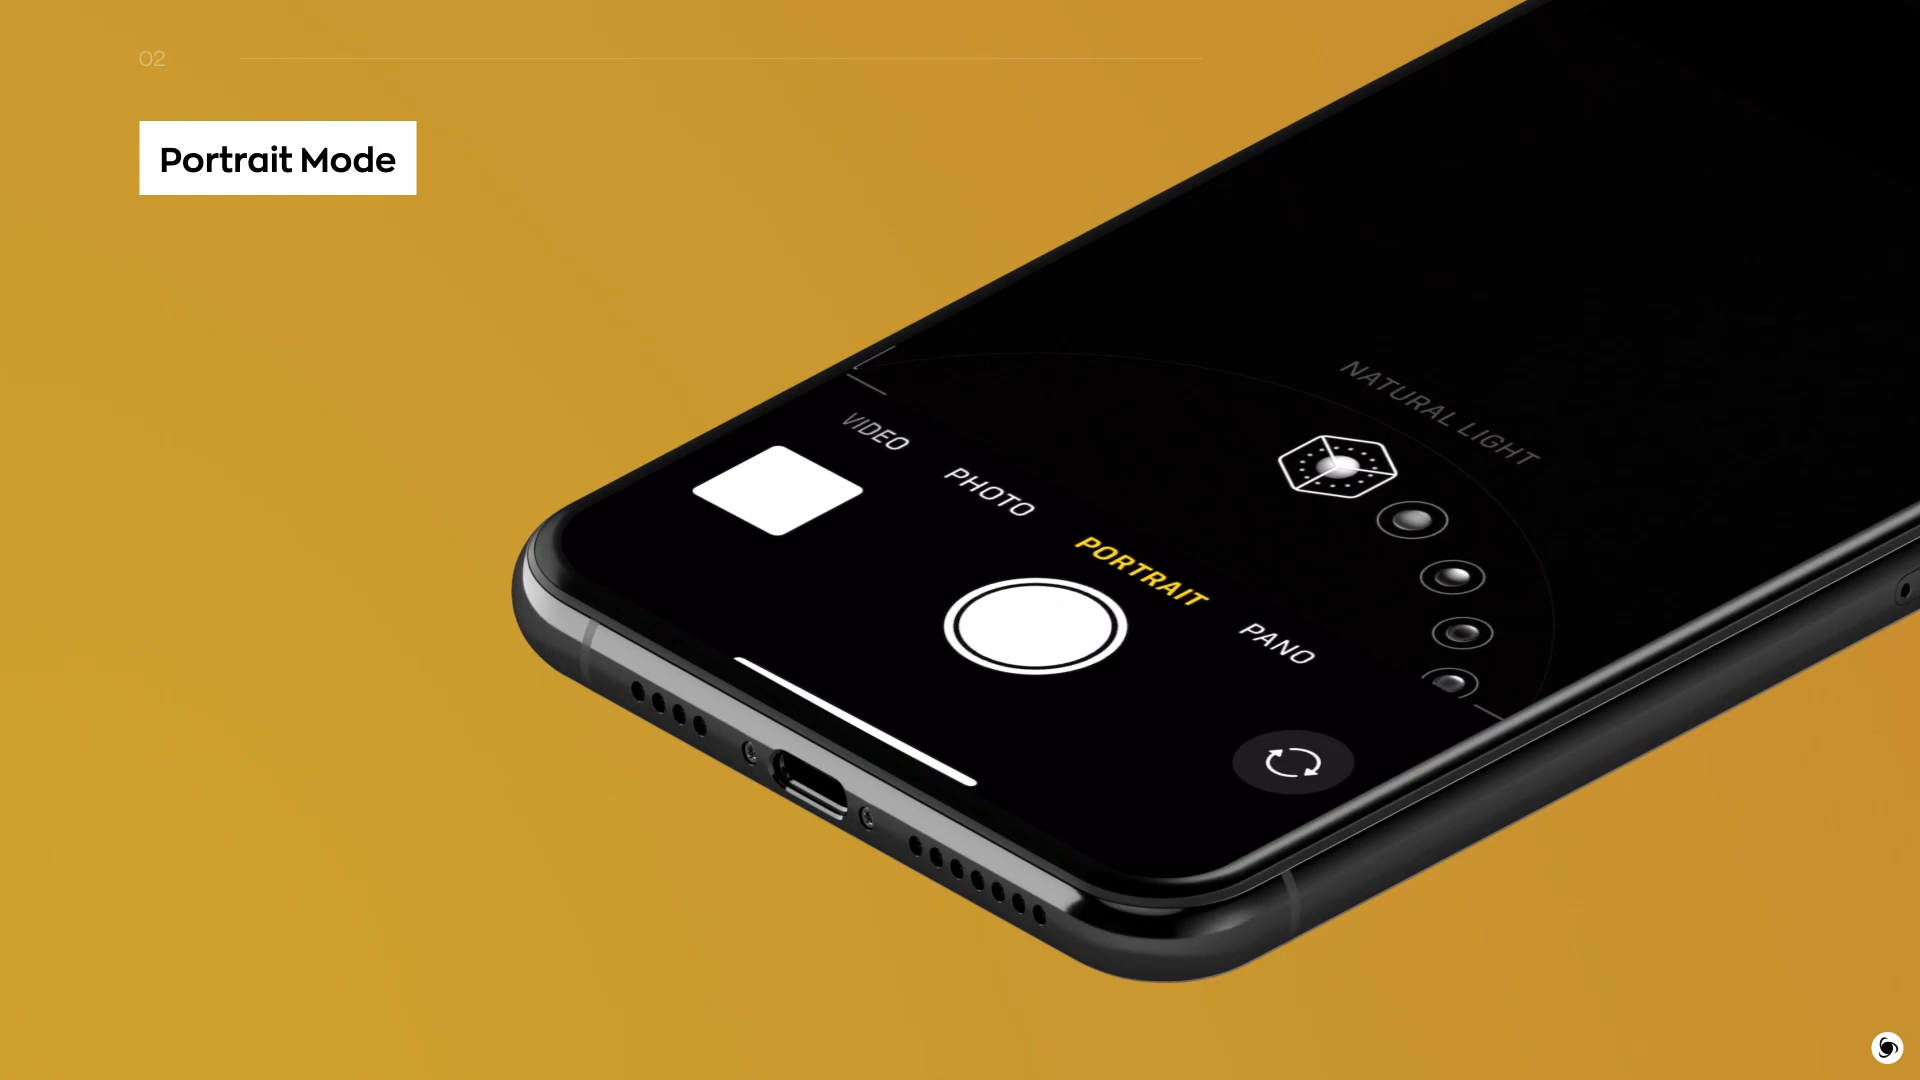 02
Portrait Mode
NATURAL LIGHT
VIDEO
PHOTO
PORTRAIT
PANO